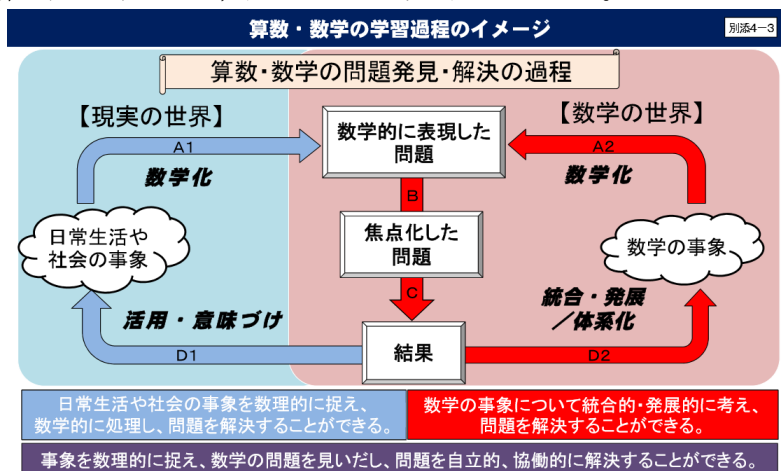 算数・数学の学習過程のイメージ
別添4－3
算数・数学の問題発見・解決の過程
【現実の世界】
【数学の世界】
A1
数学化
数学的に表現した
問題
A2
数学化
B
日常生活や
社会の事象
焦点化した
問題
数学の事象
C
活用・意味づけ
統合・発展
／体系化
D1
結果
D2
日常生活や社会の事象を数理的に捉え、
数学的に処理し、問題を解決することができる。
数学の事象について統合的・発展的に考え、
問題を解決することができる。
事象を数理的に捉え、数学の問題を見いだし、問題を自立的、協働的に解決することができる。